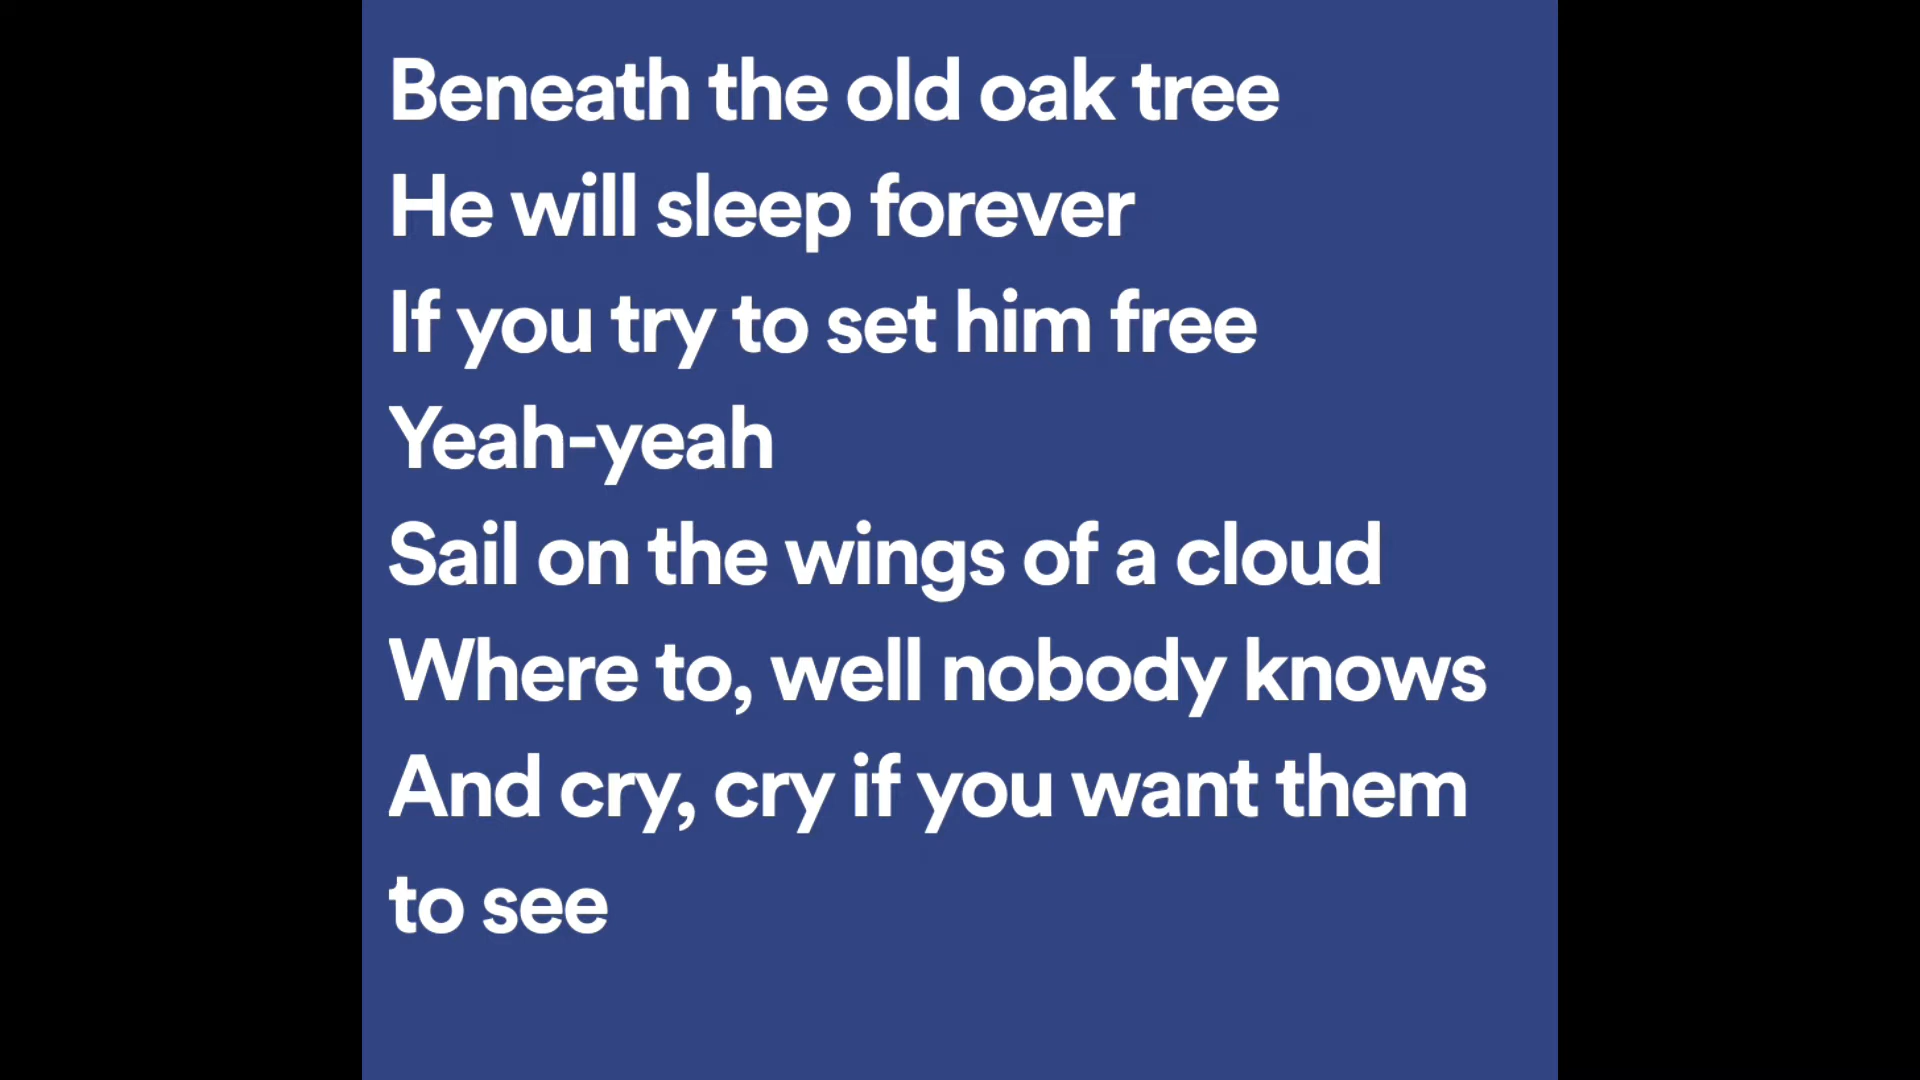 Beneath the old oak tree
He will sleep forever
If you try to set him free
Yeah-yeah
Sail on the wings of a cloud
Where to, well nobody knows
And cry, cry if you want them
to see